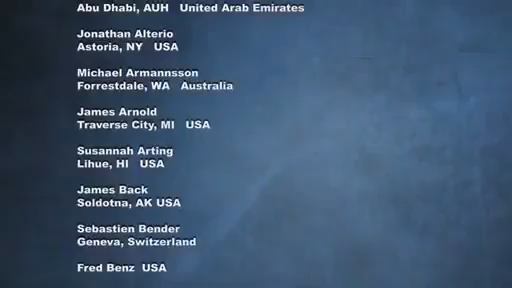 Abu Dhabi, AUH United Arab Emirates
Jonathan Alterio
Astoria, NY USA
Michael Armannsson
Forrestdale, WA Australia
James Arnold
Traverse City, MI USA
Susannah Arting
Lihue, HI USA
James Back
Soldotna, AK USA
Sebastien Bender
Geneva, Switzerland
Fred Benz USA